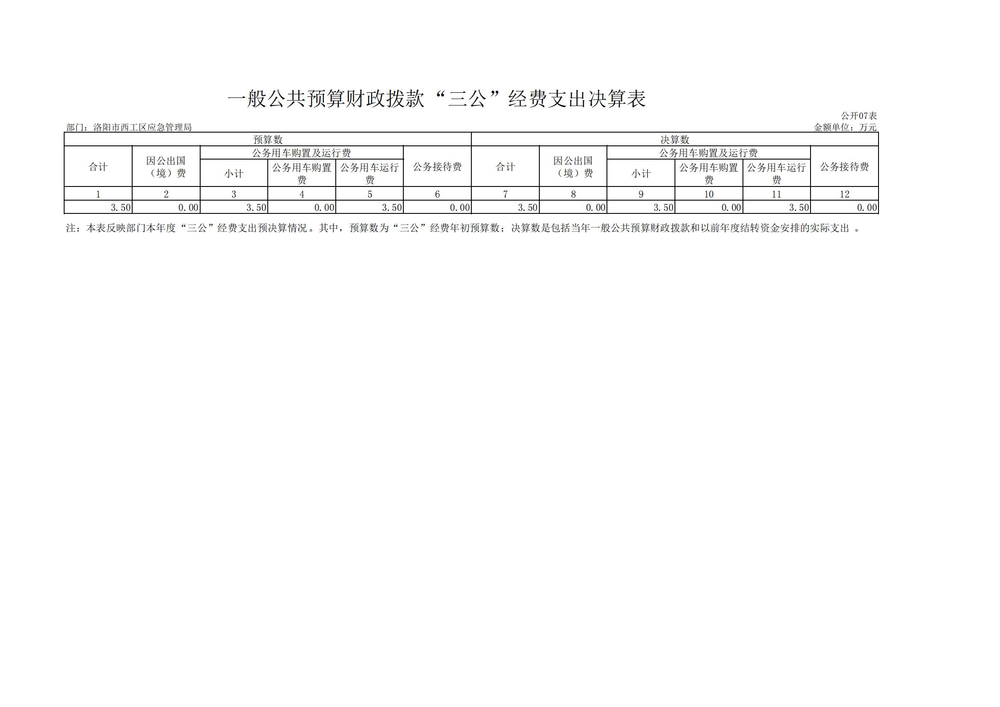 一般公共预算财政拨款“三公”经费支出决算表
公开07表
部门：洛阳市西工区应急管理局 金额单位：万元
预算数 决算数
合计 因公出国（境）费 公务用车购置及运行费 公务接待费 合计 因公出国（境）费 公务用车购置及运行费 公务接待费
小计 公务用车购置费 公务用车运行费 小计 公务用车购置费 公务用车运行费
1 2 3 4 5 6 7 8 9 10 11 12
3.50 0.00 3.50 0.00 3.50 0.00 3.50 0.00 3.50 0.00 3.50 0.00
注：本表反映部门本年度“三公”经费支出预决算情况。其中，预算数为“三公”经费年初预算数；决算数是包括当年一般公共预算财政拨款和以前年度结转资金安排的实际支出 。